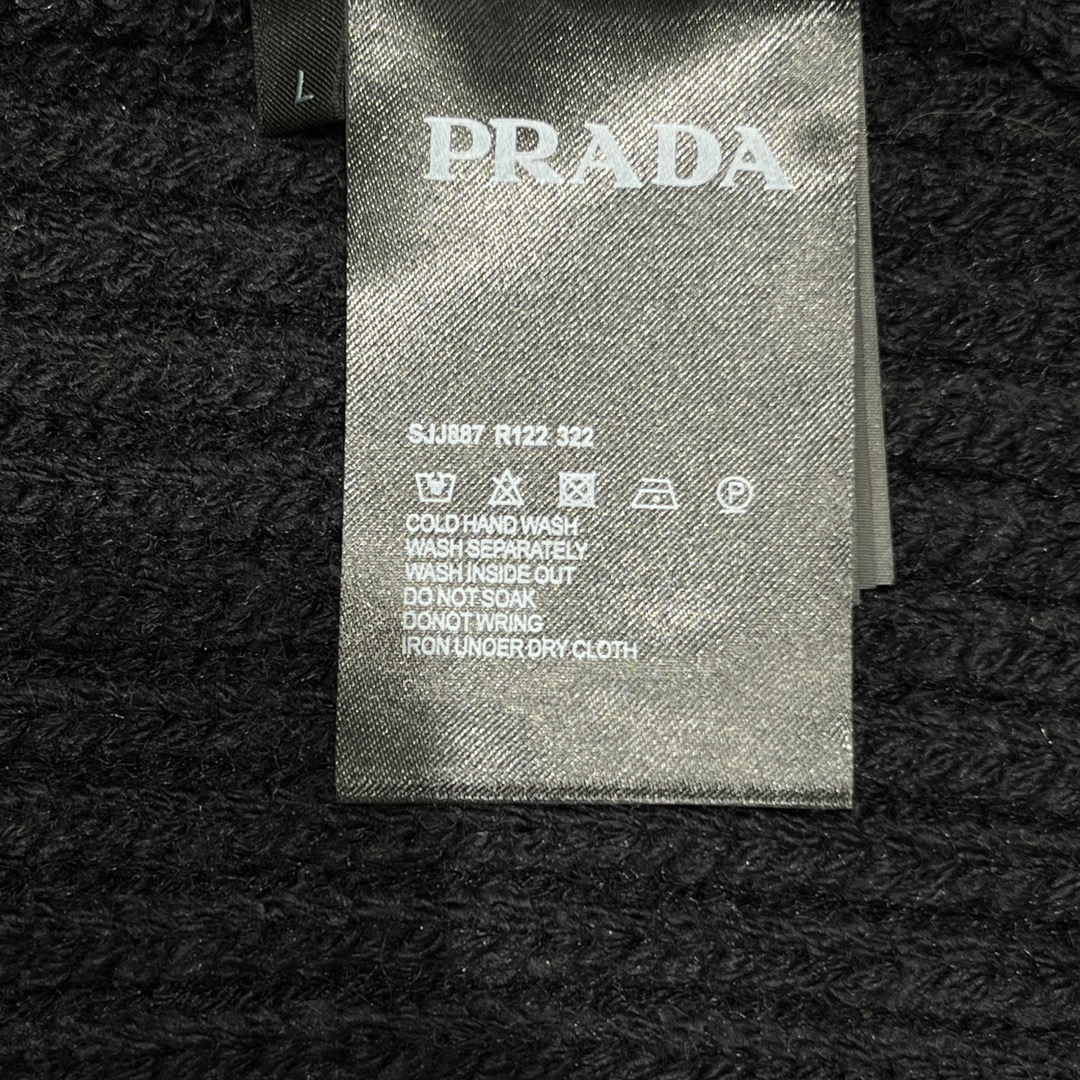 L
PRADA
SJJ887 R122 322
P
COLD HAND WASH
WASH SEPARATELY
WASH INSIDE OUT
DO NOT SOAK
DONOT WRING
IRON UNOER DRY CLOTH